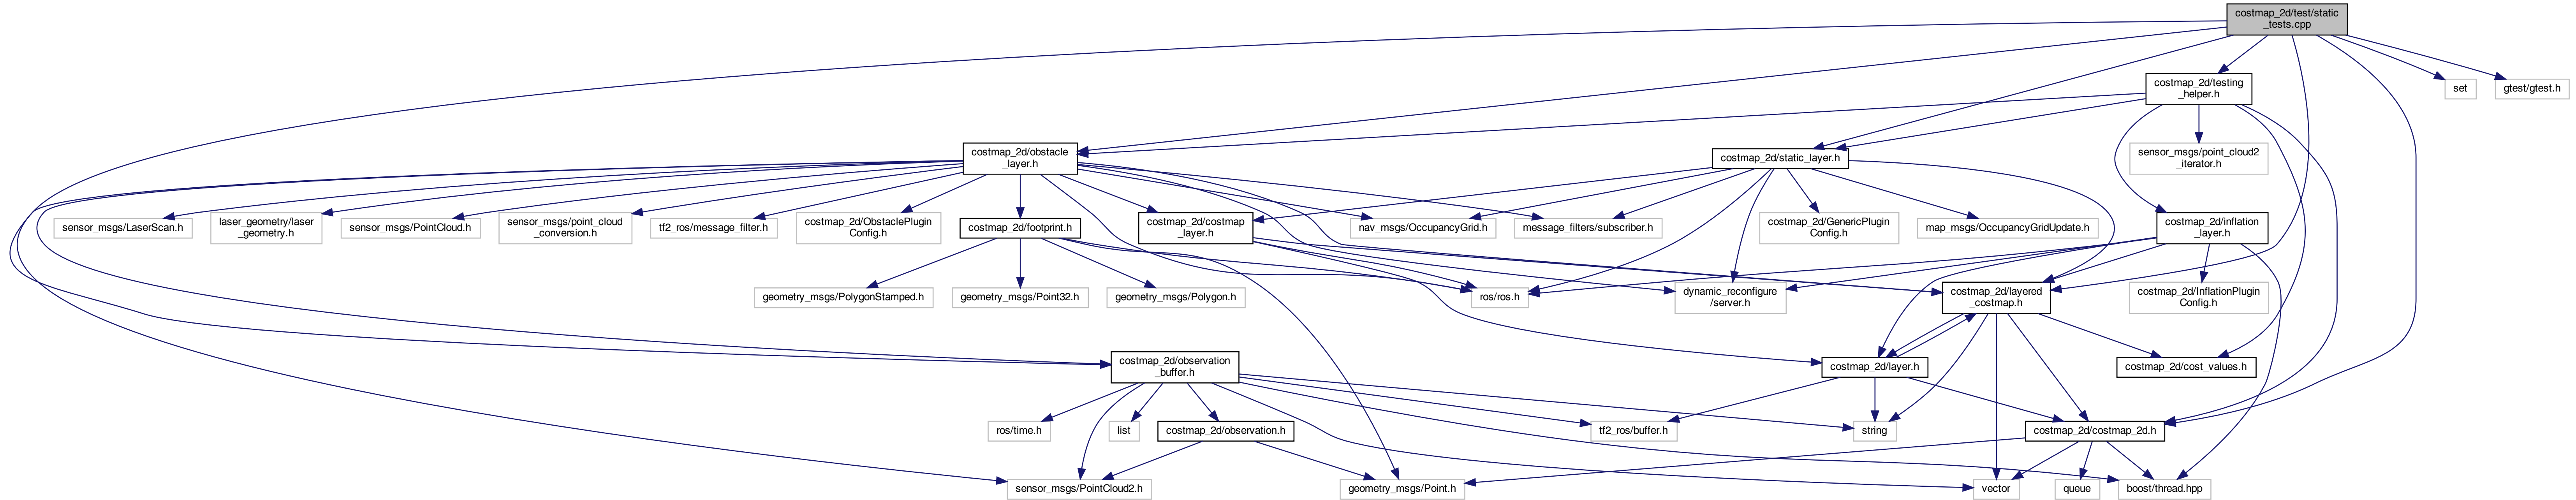 costmap_2d/test/static
_tests.cpp
costmap_2d/testing
_helper.h
set
gtest/gtest.h
costmap_2d/obstacle
_layer.h
costmap_2d/static_layer.h
sensor_msgs/point_cloud2
_iterator.h
sensor_msgs/LaserScan.h
laser_geometry/laser
_geometry.h
sensor_msgs/PointCloud.h
sensor_msgs/point_cloud
_conversion.h
tf2_ros/message_filter.h
costmap_2d/ObstaclePlugin
Config.h
costmap_2d/footprint.h
costmap_2d/costmap
_layer.h
nav_msgs/OccupancyGrid.h
message_filters/subscriber.h
costmap_2d/GenericPlugin
Config.h
map_msgs/OccupancyGridUpdate.h
costmap_2d/inflation
_layer.h
geometry_msgs/PolygonStamped.h
geometry_msgs/Point32.h
geometry_msgs/Polygon.h
ros/ros.h
dynamic_reconfigure
/server.h
costmap_2d/layered
_costmap.h
costmap_2d/InflationPlugin
Config.h
costmap_2d/observation
_buffer.h
costmap_2d/layer.h
costmap_2d/cost_values.h
ros/time.h
list
costmap_2d/observation.h
tf2_ros/buffer.h
string
costmap_2d/costmap_2d.h
sensor_msgs/PointCloud2.h
geometry_msgs/Point.h
vector
queue
boost/thread.hpp